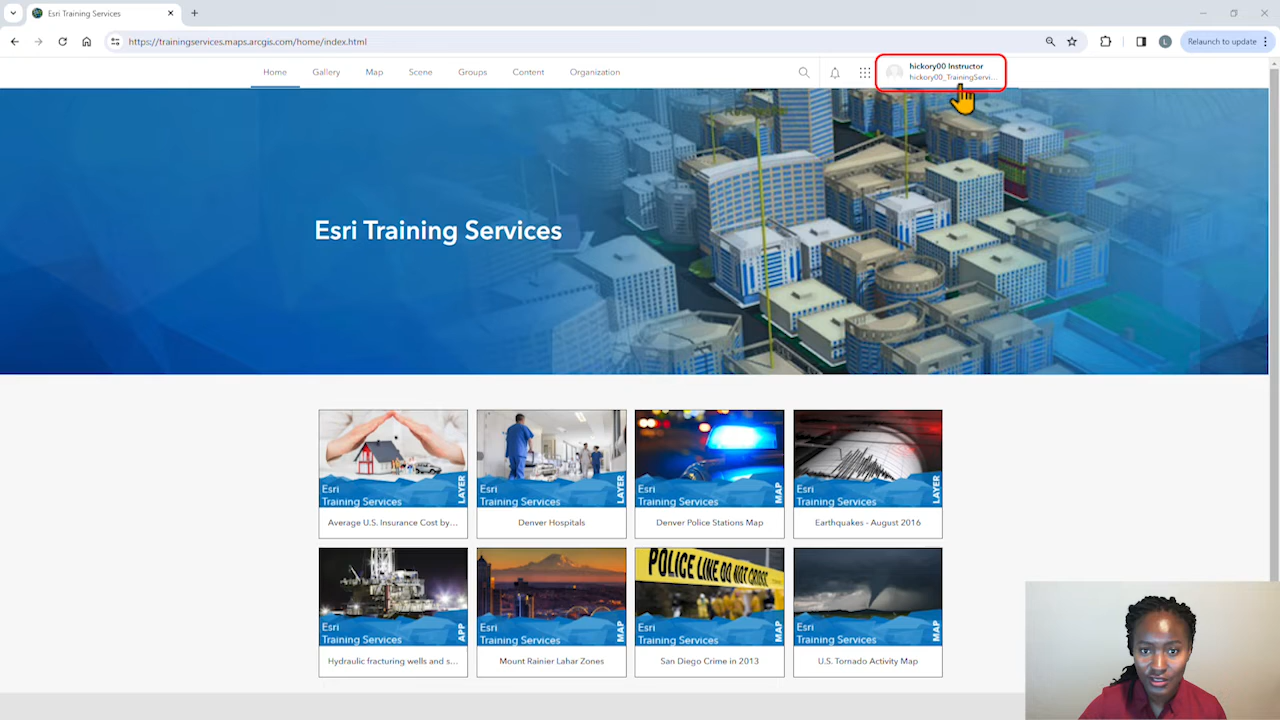 Esri Training Services
https://trainingservices.maps.arcgis.com/home/index.html
L
Relaunch to update
Home
Gallery
Map
Scene
Groups
Content
Organization
hickory00 Instructor
hickory00_TrainingServi...
Esri Training Services
Esri
Training Services
LAYER
Average U.S. Insurance Cost by...
Esri
Training Services
LAYER
Denver Hospitals
Esri
Training Services
MAP
Denver Police Stations Map
Esri
Training Services
LAYER
Earthquakes - August 2016
Esri
Training Services
APP
Hydraulic fracturing wells and s...
Esri
Training Services
MAP
Mount Rainier Lahar Zones
POLICE LINE DO NOT CROSS
Esri
Training Services
MAP
San Diego Crime in 2013
Esri
Training Services
MAP
U.S. Tornado Activity Map